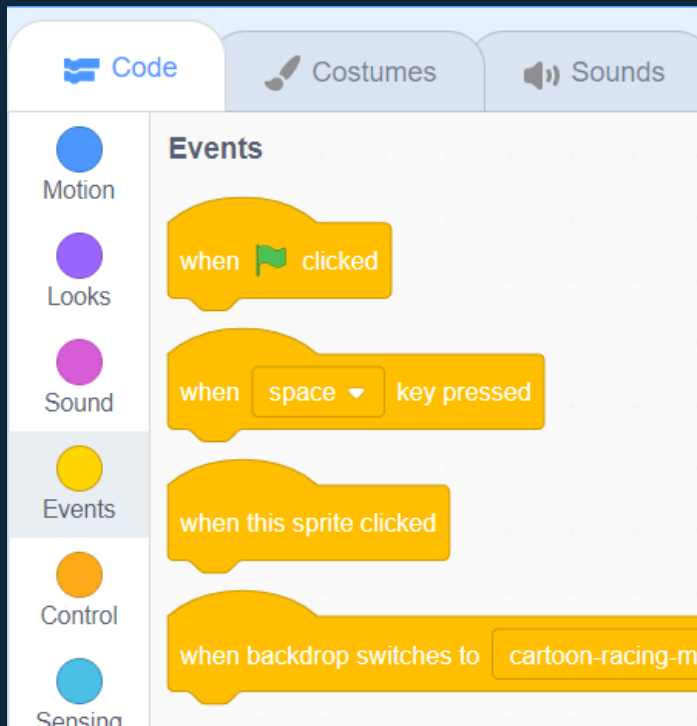 Code
Costumes
Sounds
Motion
Looks
Sound
Events
Control
Sensing
Events
when clicked
when space key pressed
when this sprite clicked
when backdrop switches to cartoon-racing-m